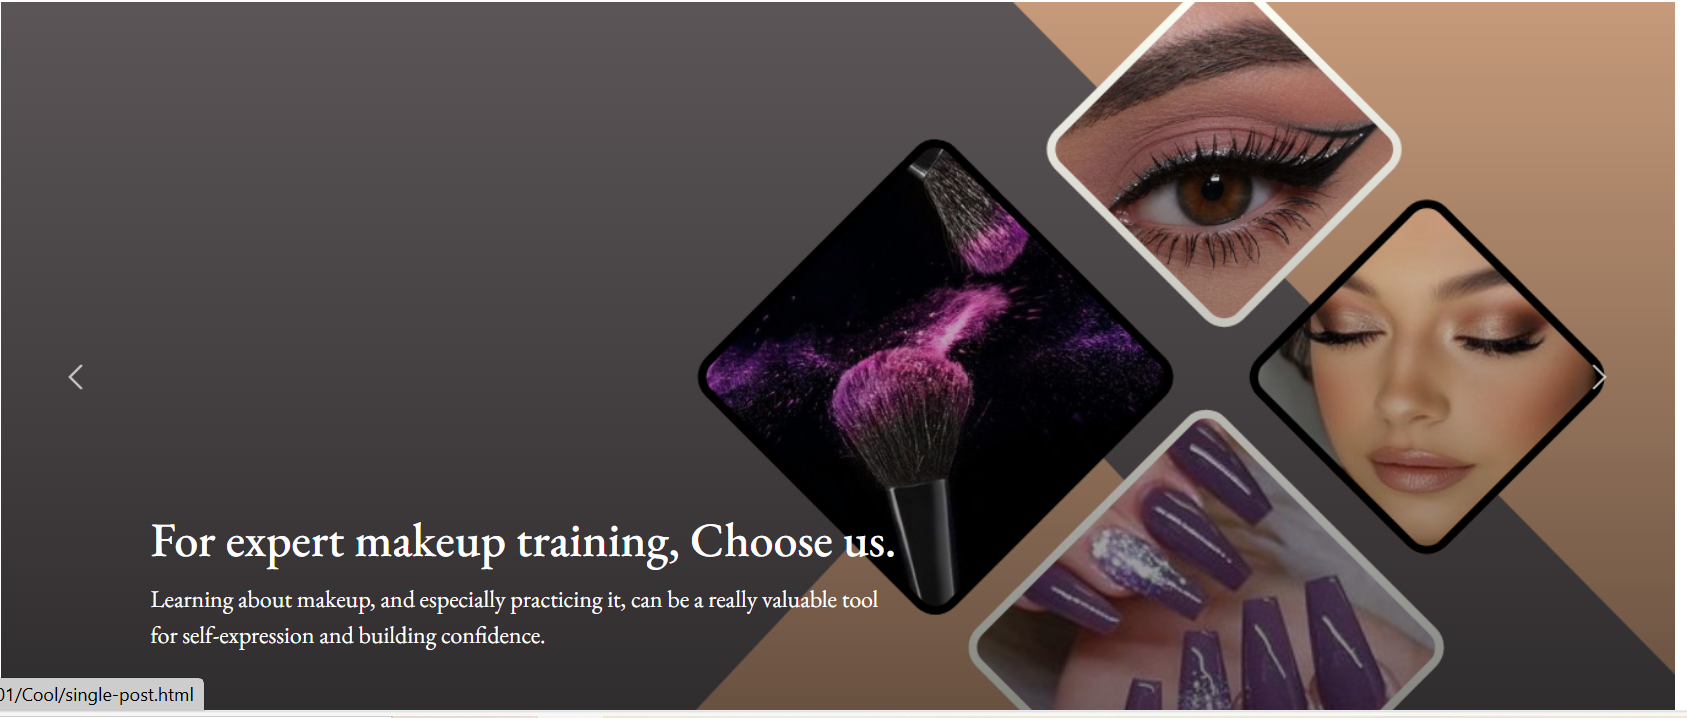 For expert makeup training, Choose us.
Learning about makeup, and especially practicing it, can be a really valuable tool
for self-expression and building confidence.
01/Cool/single-post.html